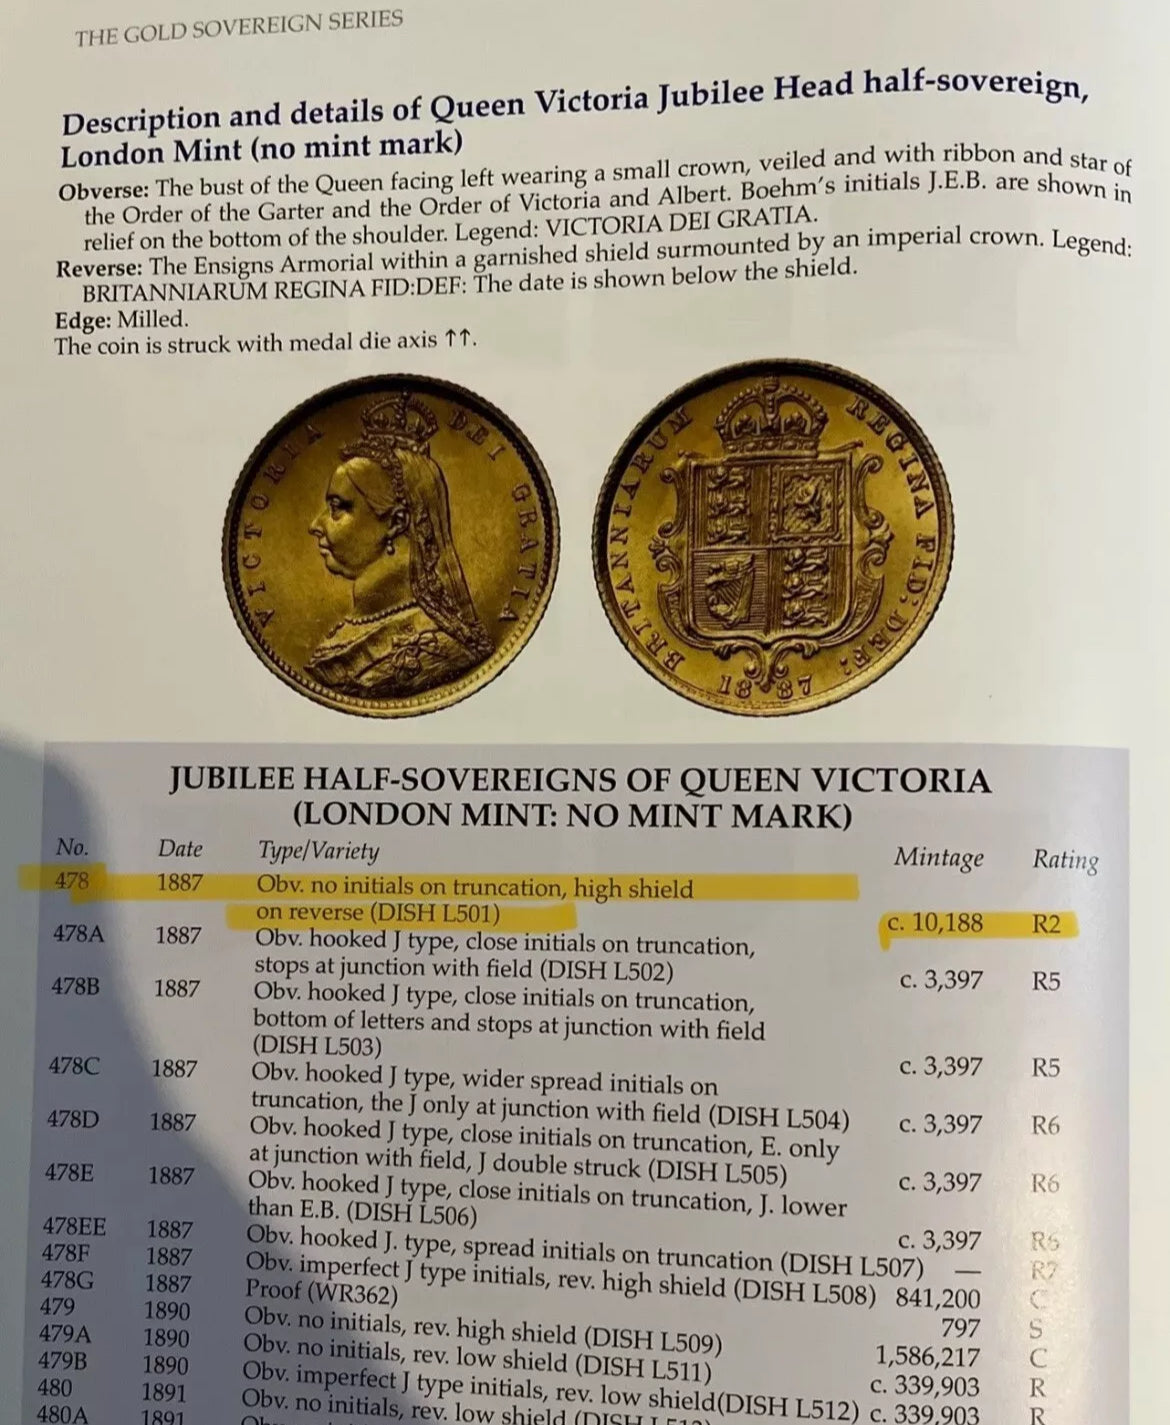 THE GOLD SOVEREIGN SERIES
Description and details of Queen Victoria Jubilee Head half-sovereign,
London Mint (no mint mark)
Obverse: The bust of the Queen facing left wearing a small crown, veiled and with ribbon and star of
the Order of the Garter and the Order of Victoria and Albert. Boehm's initials J.E.B. are shown in
relief on the bottom of the shoulder. Legend: VICTORIA DEI GRATIA.
Reverse: The Ensigns Armorial within a garnished shield surmounted by an imperial crown. Legend:
BRITANNIARUM REGINA FID:DEF: The date is shown below the shield.
Edge: Milled.
The coin is struck with medal die axis ↑↑.
VICTORIA DEI GRATIA
BRITANNIARUM REGINA FID: DEF:
1887
JUBILEE HALF-SOVEREIGNS OF QUEEN VICTORIA
(LONDON MINT: NO MINT MARK)
No. Date Type/Variety Mintage Rating
478 1887 Obv. no initials on truncation, high shield
on reverse (DISH L501) c. 10,188 R2
478A 1887 Obv. hooked J type, close initials on truncation,
stops at junction with field (DISH L502) c. 3,397 R5
478B 1887 Obv. hooked J type, close initials on truncation,
bottom of letters and stops at junction with field
(DISH L503) c. 3,397 R5
478C 1887 Obv. hooked J type, wider spread initials on
truncation, the J only at junction with field (DISH L504) c. 3,397 R6
478D 1887 Obv. hooked J type, close initials on truncation, E. only
at junction with field, J double struck (DISH L505) c. 3,397 R6
478E 1887 Obv. hooked J type, close initials on truncation, J. lower
than E.B. (DISH L506) c. 3,397 R6
478EE 1887 Obv. hooked J. type, spread initials on truncation (DISH L507) — R7
478F 1887 Obv. imperfect J type initials, rev. high shield (DISH L508) 841,200 C
478G 1887 Proof (WR362) 797 S
479 1890 Obv. no initials, rev. high shield (DISH L509) 1,586,217 C
479A 1890 Obv. no initials, rev. low shield (DISH L511) c. 339,903 R
479B 1890 Obv. imperfect J type initials, rev. low shield(DISH L512) c. 339,903 R
480 1891 Obv. no initials, rev. low shield
480A 1891